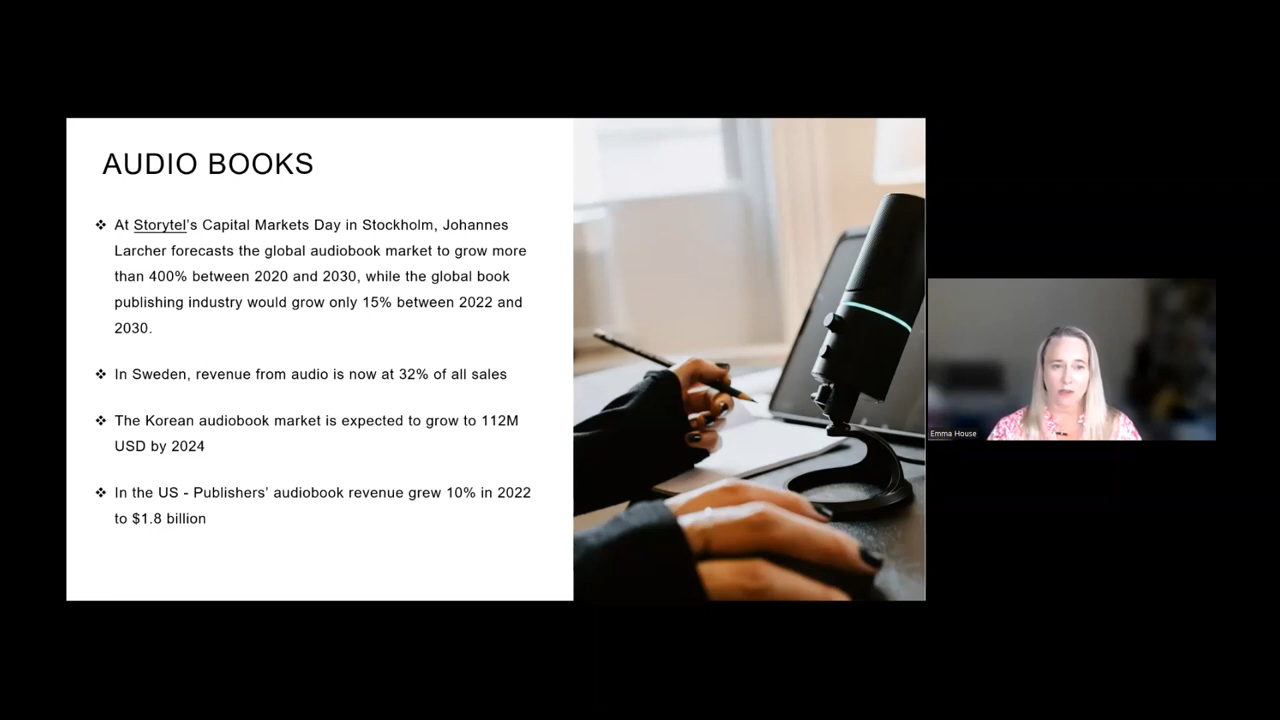 AUDIO BOOKS
❖ At Storytel's Capital Markets Day in Stockholm, Johannes
Larcher forecasts the global audiobook market to grow more
than 400% between 2020 and 2030, while the global book
publishing industry would grow only 15% between 2022 and
2030.
❖ In Sweden, revenue from audio is now at 32% of all sales
❖ The Korean audiobook market is expected to grow to 112M
USD by 2024
❖ In the US - Publishers' audiobook revenue grew 10% in 2022
to $1.8 billion
Emma House